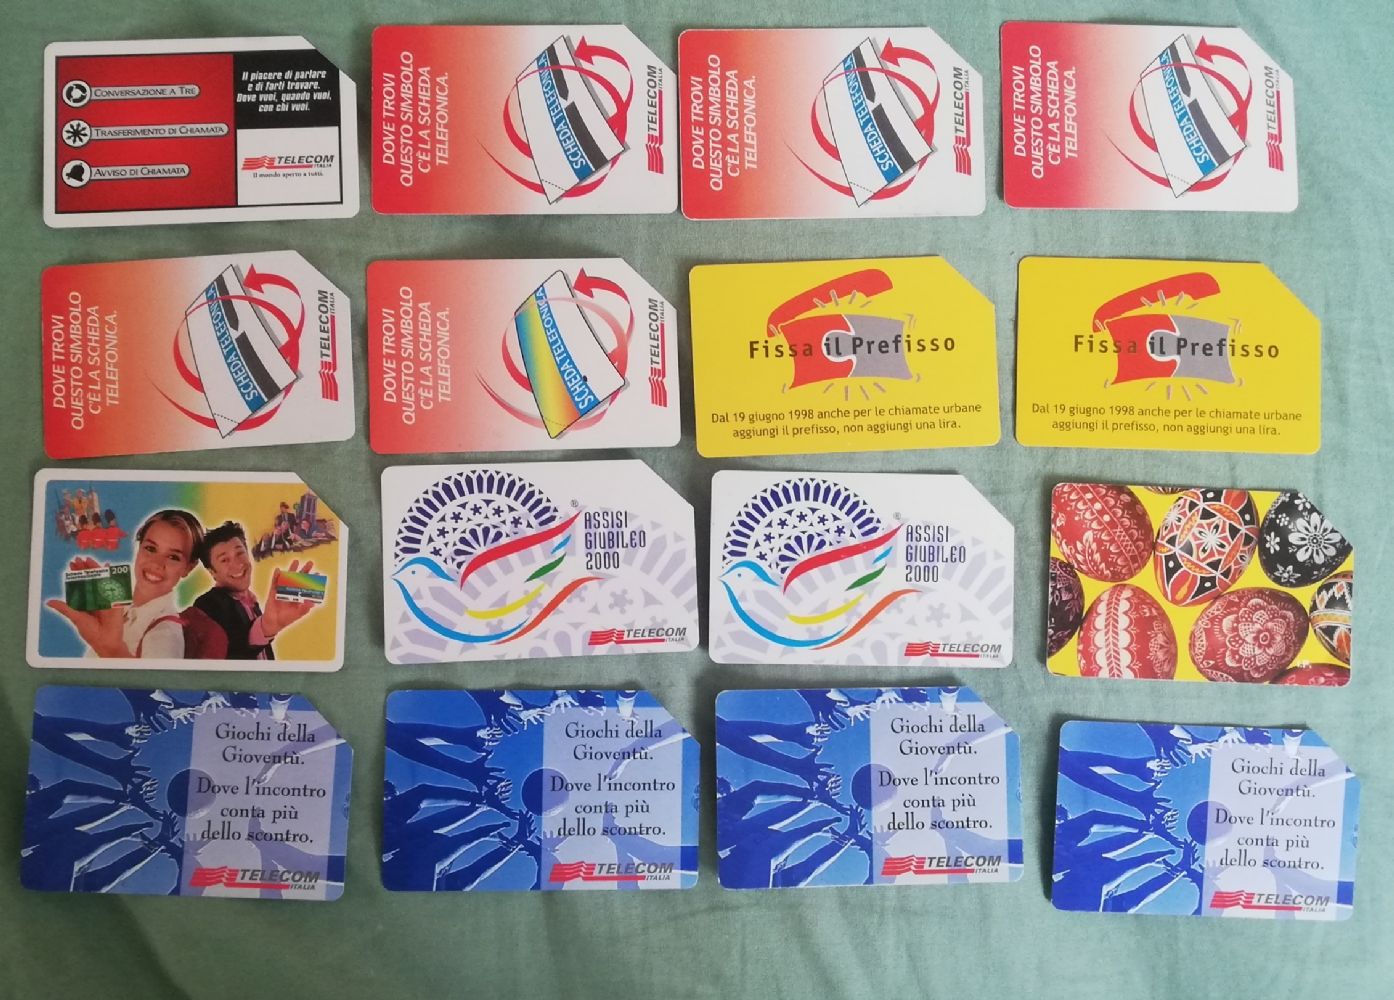 Il piacere di parlare
e di farti trovare.
Dove vuoi, quando vuoi,
con chi vuoi.
CONVERSAZIONE A TRE
TRASFERIMENTO DI CHIAMATA
AVVISO DI CHIAMATA
TELECOM
ITALIA
Il mondo aperto a tutti.
DOVE TROVI
QUESTO SIMBOLO
C'È LA SCHEDA
TELEFONICA.
SCHEDA TELEFONICA
TELECOM
ITALIA
DOVE TROVI
QUESTO SIMBOLO
C'È LA SCHEDA
TELEFONICA.
SCHEDA TELEFONICA
TELECOM
ITALIA
DOVE TROVI
QUESTO SIMBOLO
C'È LA SCHEDA
TELEFONICA.
SCHEDA TELEFONICA
TELECOM
ITALIA
DOVE TROVI
QUESTO SIMBOLO
C'È LA SCHEDA
TELEFONICA.
SCHEDA TELEFONICA
TELECOM
ITALIA
DOVE TROVI
QUESTO SIMBOLO
C'È LA SCHEDA
TELEFONICA.
SCHEDA TELEFONICA
TELECOM
ITALIA
Fissa il Prefisso
Dal 19 giugno 1998 anche per le chiamate urbane
aggiungi il prefisso, non aggiungi una lira.
Fissa il Prefisso
Dal 19 giugno 1998 anche per le chiamate urbane
aggiungi il prefisso, non aggiungi una lira.
200
®
ASSISI
GIUBILEO
2000
TELECOM
ITALIA
®
ASSISI
GIUBILEO
2000
TELECOM
ITALIA
Giochi della
Gioventù.
Dove l'incontro
conta più
dello scontro.
TELECOM
ITALIA
Giochi della
Gioventù.
Dove l'incontro
conta più
dello scontro.
TELECOM
ITALIA
Giochi della
Gioventù.
Dove l'incontro
conta più
dello scontro.
TELECOM
ITALIA
Giochi della
Gioventù.
Dove l'incontro
conta più
dello scontro.
TELECOM
ITALIA